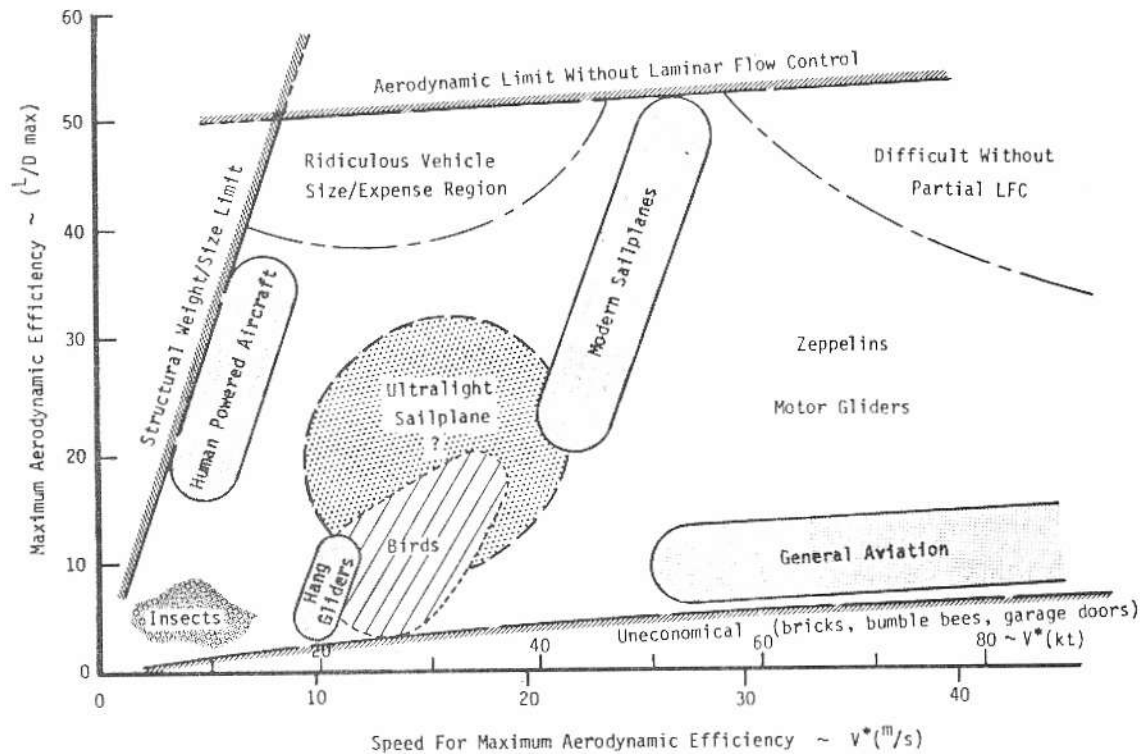 60
50
40
30
20
10
0
Maximum Aerodynamic Efficiency ~ (L/D max)
Aerodynamic Limit Without Laminar Flow Control
Structural Weight/Size Limit
Ridiculous Vehicle
Size/Expense Region
Difficult Without
Partial LFC
Human Powered Aircraft
Modern Sailplanes
Zeppelins
Motor Gliders
Ultralight
Sailplane
?
Birds
Hang
Gliders
Insects
General Aviation
Uneconomical (bricks, bumble bees, garage doors)
20 40 60 80 ~ V*(kt)
0 10 20 30 40
Speed For Maximum Aerodynamic Efficiency ~ V*(m/s)